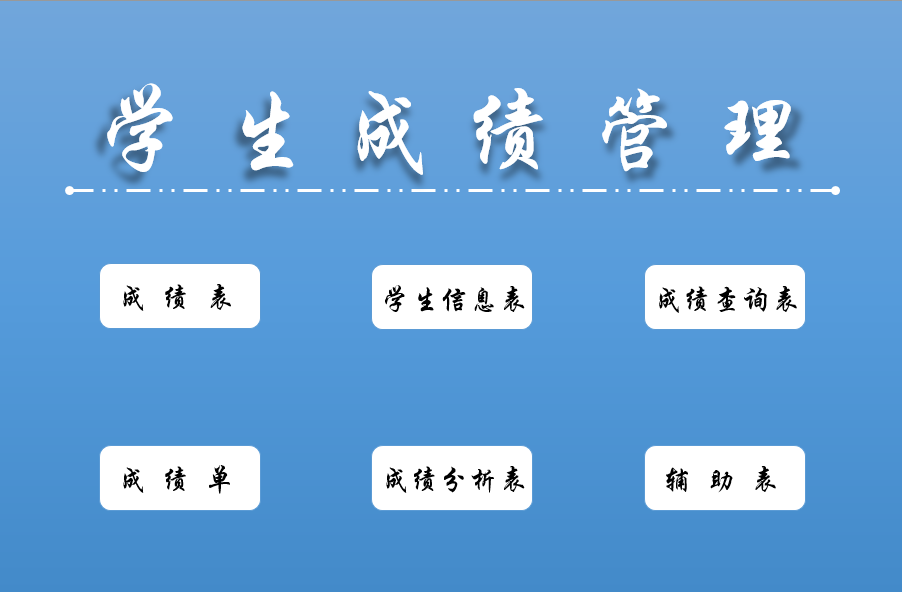 学生成绩管理
成绩表
学生信息表
成绩查询表
成绩单
成绩分析表
辅助表